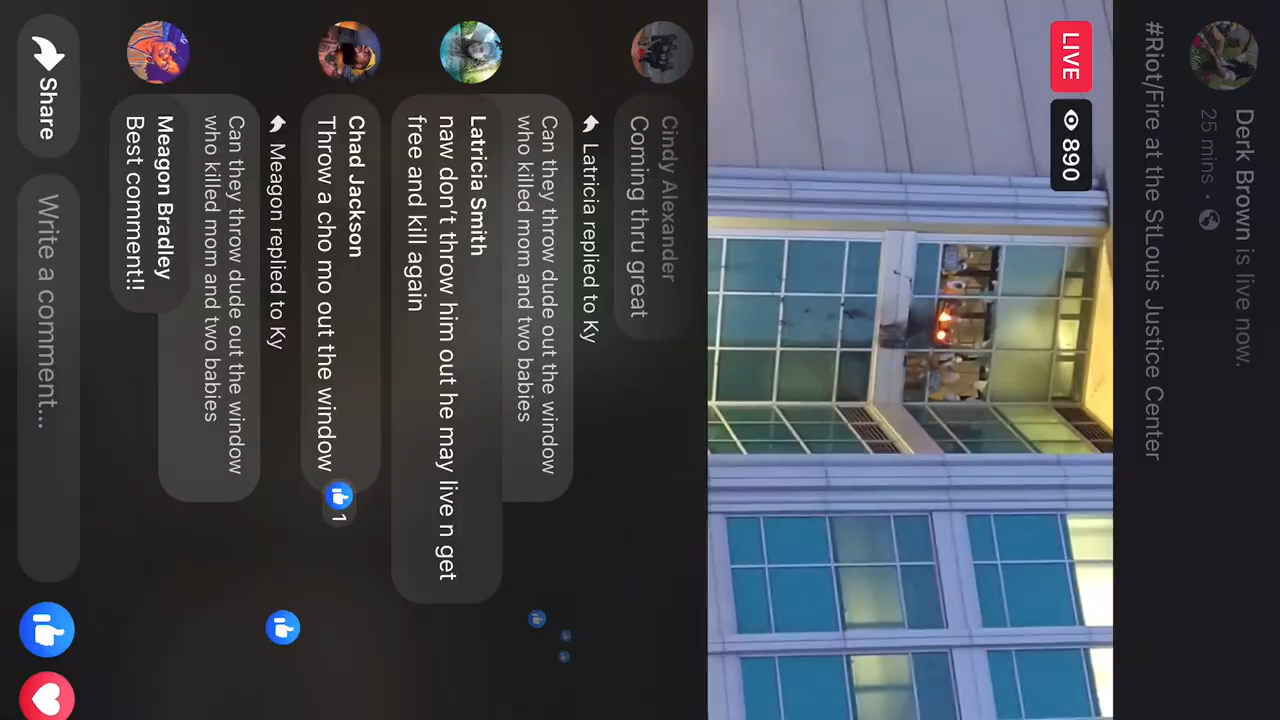 Derk Brown is live now.
25 mins ·
#Riot/Fire at the StLouis Justice Center
LIVE
890
Cindy Alexander
Coming thru great
Latricia replied to Ky
Can they throw dude out the window
who killed mom and two babies
Latricia Smith
naw don't throw him out he may live n get
free and kill again
Chad Jackson
Throw a cho mo out the window
1
Meagon replied to Ky
Can they throw dude out the window
who killed mom and two babies
Meagon Bradley
Best comment!!
Share
Write a comment...